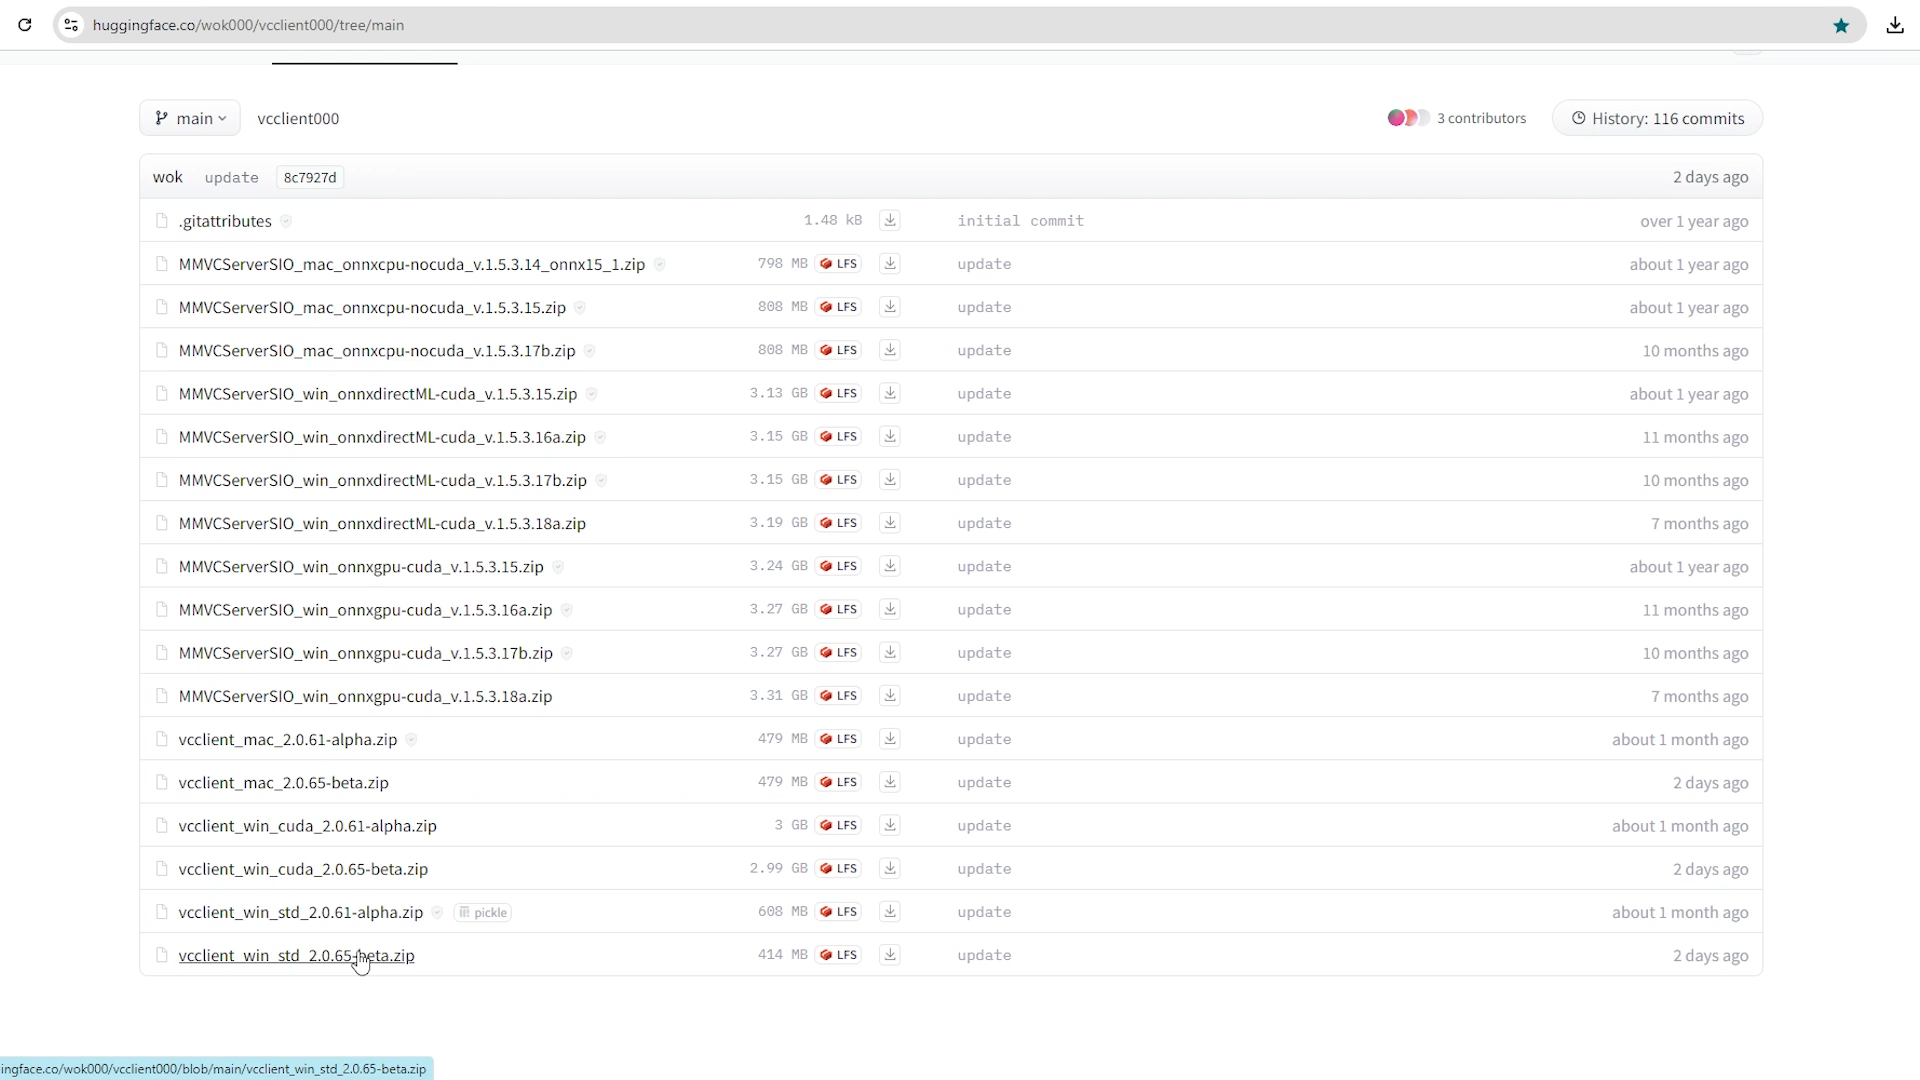 huggingface.co/wok000/vcclient000/tree/main
main vcclient000 3 contributors History: 116 commits
wok update 8c7927d 2 days ago
.gitattributes 1.48 kB initial commit over 1 year ago
MMVCServerSIO_mac_onnxcpu-nocuda_v.1.5.3.14_onnx15_1.zip 798 MB LFS update about 1 year ago
MMVCServerSIO_mac_onnxcpu-nocuda_v.1.5.3.15.zip 808 MB LFS update about 1 year ago
MMVCServerSIO_mac_onnxcpu-nocuda_v.1.5.3.17b.zip 808 MB LFS update 10 months ago
MMVCServerSIO_win_onnxdirectML-cuda_v.1.5.3.15.zip 3.13 GB LFS update about 1 year ago
MMVCServerSIO_win_onnxdirectML-cuda_v.1.5.3.16a.zip 3.15 GB LFS update 11 months ago
MMVCServerSIO_win_onnxdirectML-cuda_v.1.5.3.17b.zip 3.15 GB LFS update 10 months ago
MMVCServerSIO_win_onnxdirectML-cuda_v.1.5.3.18a.zip 3.19 GB LFS update 7 months ago
MMVCServerSIO_win_onnxgpu-cuda_v.1.5.3.15.zip 3.24 GB LFS update about 1 year ago
MMVCServerSIO_win_onnxgpu-cuda_v.1.5.3.16a.zip 3.27 GB LFS update 11 months ago
MMVCServerSIO_win_onnxgpu-cuda_v.1.5.3.17b.zip 3.27 GB LFS update 10 months ago
MMVCServerSIO_win_onnxgpu-cuda_v.1.5.3.18a.zip 3.31 GB LFS update 7 months ago
vcclient_mac_2.0.61-alpha.zip 479 MB LFS update about 1 month ago
vcclient_mac_2.0.65-beta.zip 479 MB LFS update 2 days ago
vcclient_win_cuda_2.0.61-alpha.zip 3 GB LFS update about 1 month ago
vcclient_win_cuda_2.0.65-beta.zip 2.99 GB LFS update 2 days ago
vcclient_win_std_2.0.61-alpha.zip pickle 608 MB LFS update about 1 month ago
vcclient_win_std_2.0.65-beta.zip 414 MB LFS update 2 days ago
ingface.co/wok000/vcclient000/blob/main/vcclient_win_std_2.0.65-beta.zip